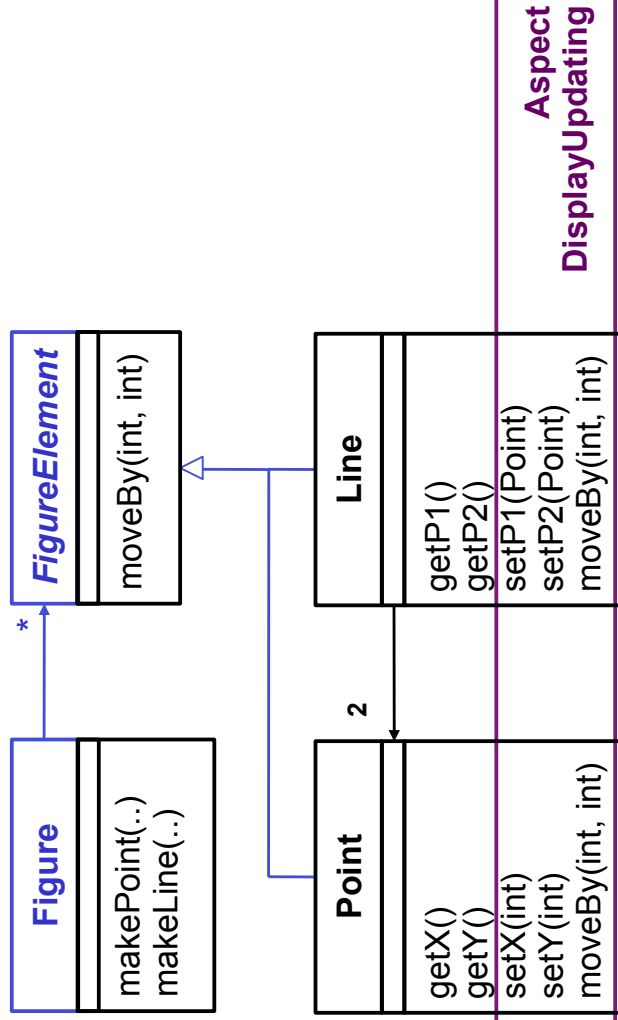 Figure
makePoint(..)
makeLine(..)
*
FigureElement
moveBy(int, int)
Point
getX()
getY()
setX(int)
setY(int)
moveBy(int, int)
2
Line
getP1()
getP2()
setP1(Point)
setP2(Point)
moveBy(int, int)
Aspect
DisplayUpdating